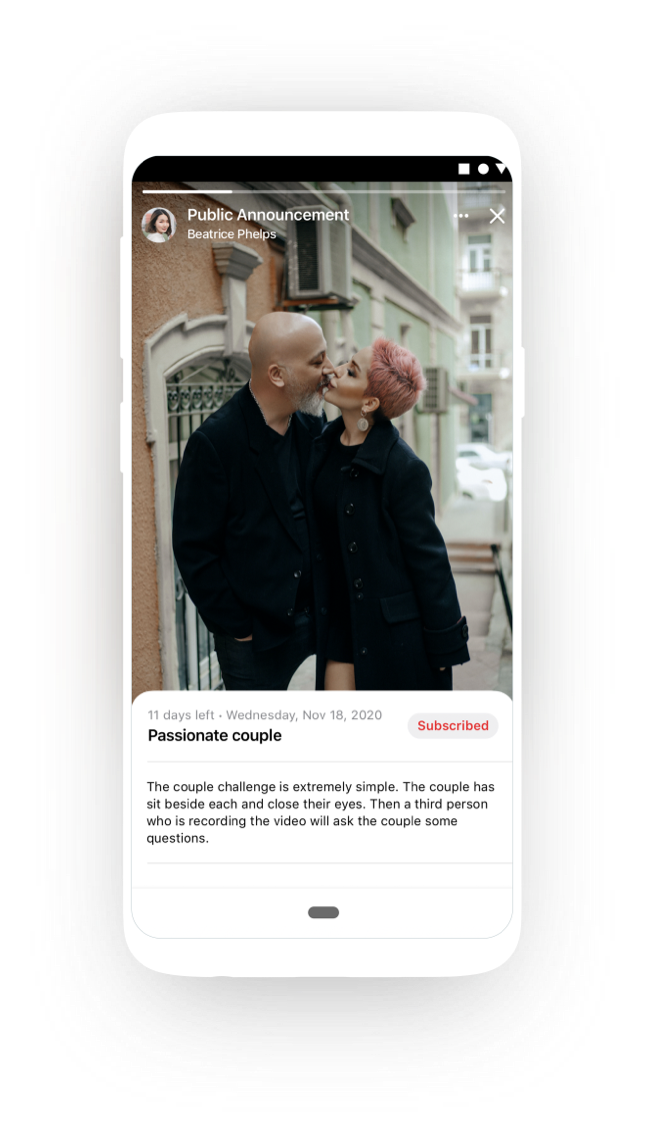 Public Announcement
Beatrice Phelps
11 days left • Wednesday, Nov 18, 2020
Subscribed
Passionate couple
The couple challenge is extremely simple. The couple has
sit beside each and close their eyes. Then a third person
who is recording the video will ask the couple some
questions.